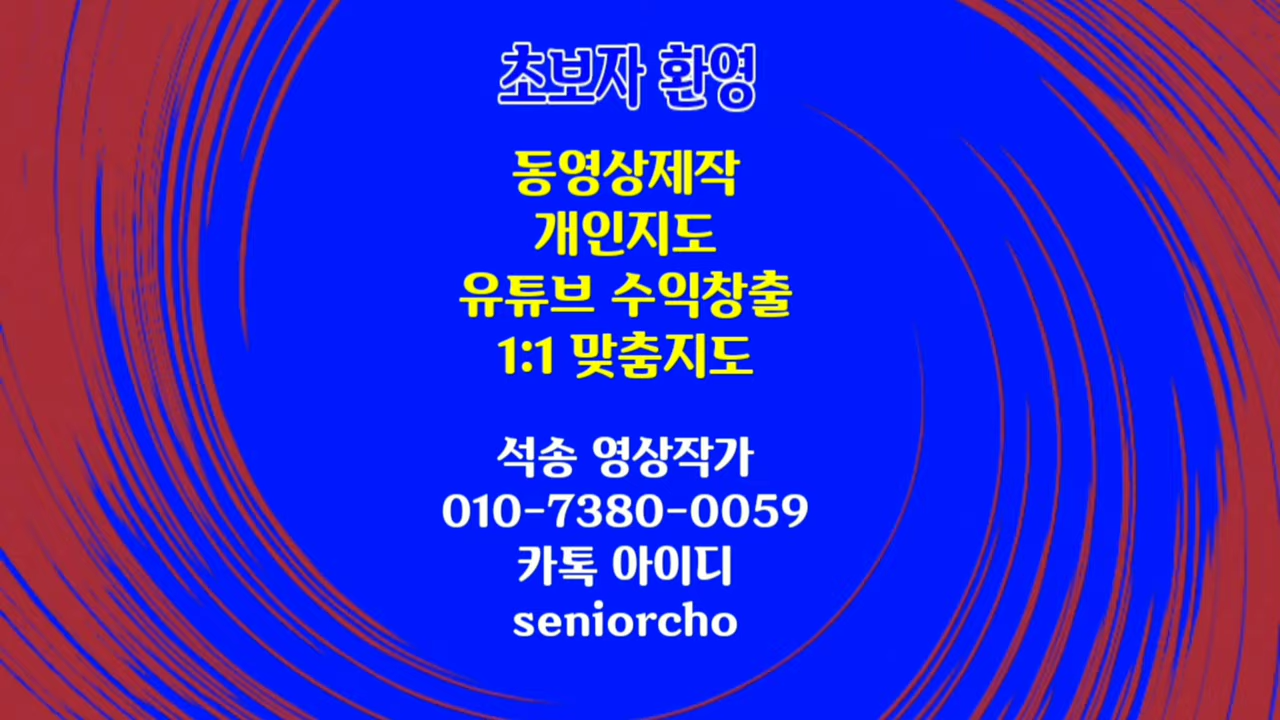 초보자 환영
동영상제작
개인지도
유튜브 수익창출
1:1 맞춤지도
석송 영상작가
010-7380-0059
카톡 아이디
seniorcho